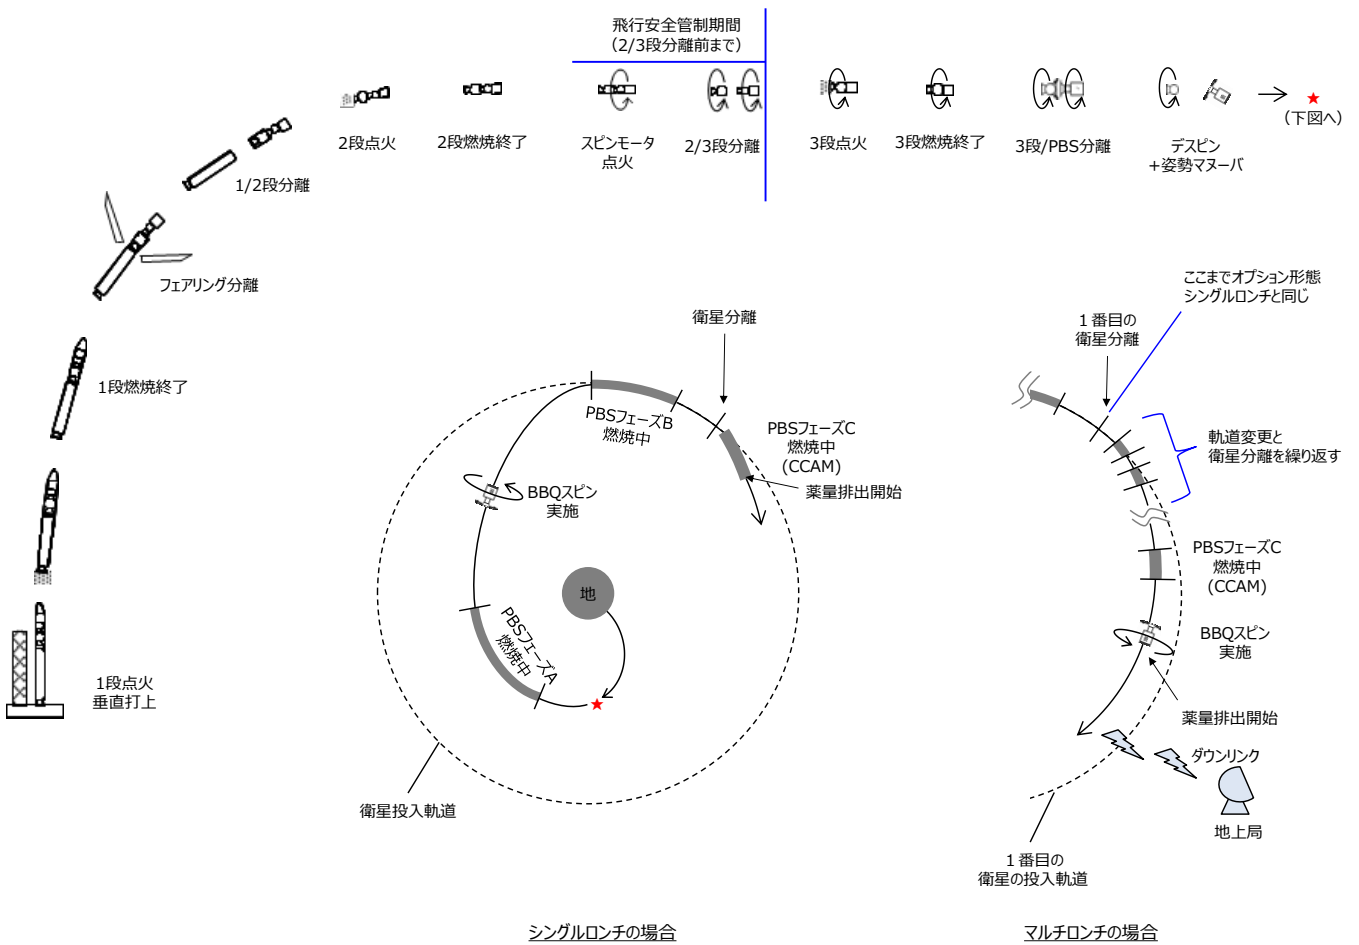 飛行安全管制期間
（2/3段分離前まで）
2段点火
2段燃焼終了
スピンモータ
点火
2/3段分離
3段点火
3段燃焼終了
3段/PBS分離
デスピン
+姿勢マヌーバ
★
(下図へ)
1/2段分離
フェアリング分離
1段燃焼終了
1段点火
垂直打上
衛星分離
PBSフェーズB
燃焼中
PBSフェーズC
燃焼中
(CCAM)
薬量排出開始
BBQスピン
実施
地
PBSフェーズA
燃焼中
★
衛星投入軌道
シングルロンチの場合
ここまでオプション形態
シングルロンチと同じ
１番目の
衛星分離
軌道変更と
衛星分離を繰り返す
PBSフェーズC
燃焼中
(CCAM)
BBQスピン
実施
薬量排出開始
ダウンリンク
地上局
１番目の
衛星の投入軌道
マルチロンチの場合